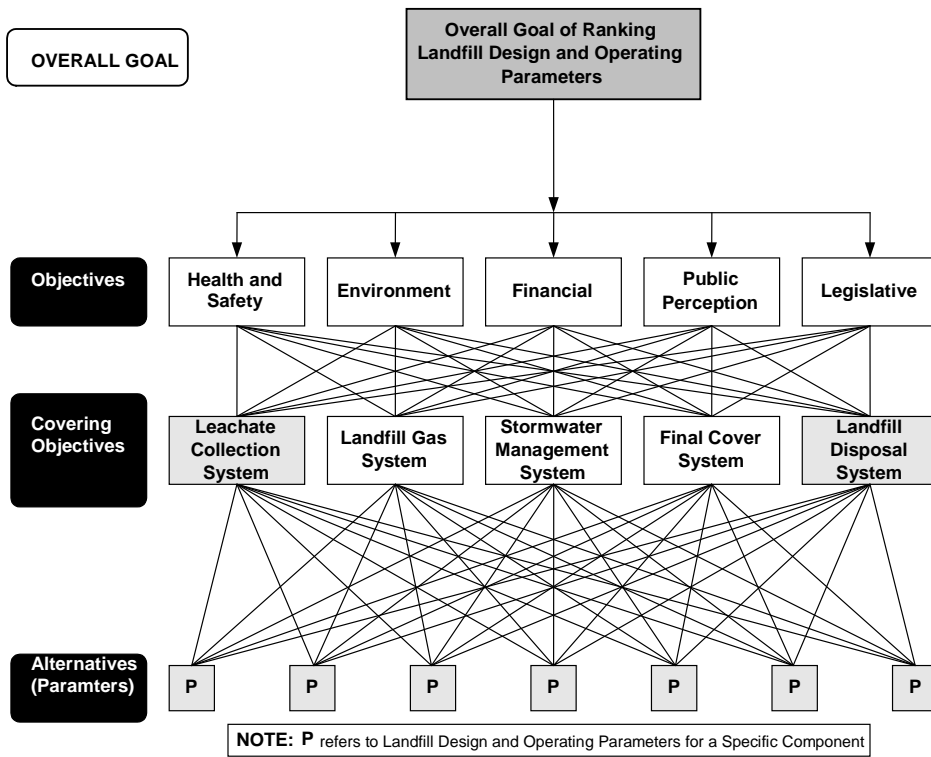 Overall Goal of Ranking
Landfill Design and Operating
Parameters
OVERALL GOAL
Objectives
Health and
Safety
Environment
Financial
Public
Perception
Legislative
Covering
Objectives
Leachate
Collection
System
Landfill Gas
System
Stormwater
Management
System
Final Cover
System
Landfill
Disposal
System
Alternatives
(Paramters)
P
P
P
P
P
P
P
NOTE: P refers to Landfill Design and Operating Parameters for a Specific Component